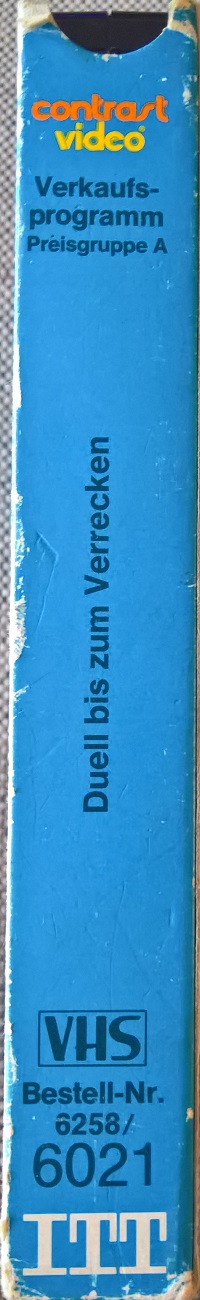 contrast
video
Verkaufs-
programm
Preisgruppe A
Duell bis zum Verrecken
VHS
Bestell-Nr.
6258/
6021
ITT